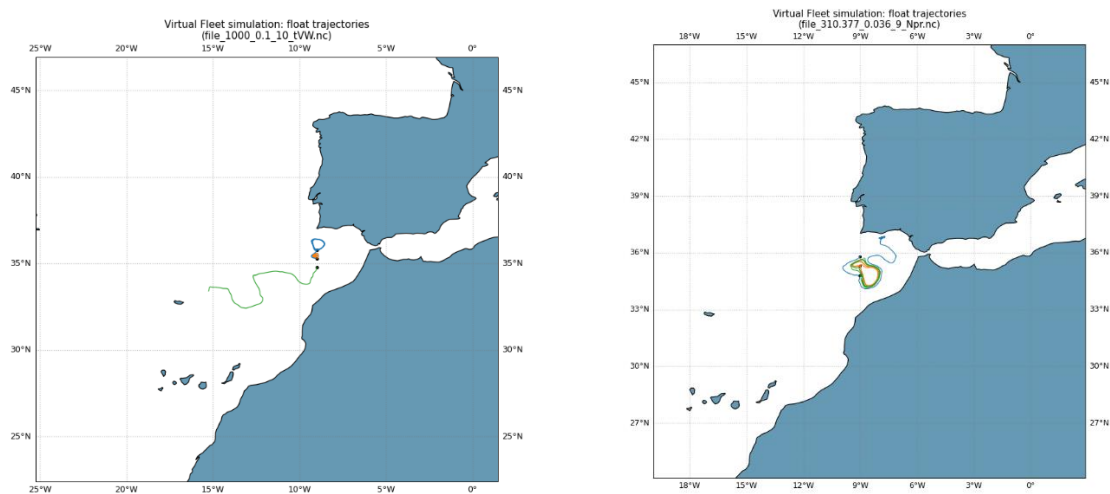 Virtual Fleet simulation: float trajectories
(file_1000_0.1_10_tVW.nc)
25°W 20°W 15°W 10°W 5°W 0°
45°N 45°N
40°N 40°N
35°N 35°N
30°N 30°N
25°N 25°N
25°W 20°W 15°W 10°W 5°W 0°
Virtual Fleet simulation: float trajectories
(file_310.377_0.036_9_Npr.nc)
18°W 15°W 12°W 9°W 6°W 3°W 0°
45°N 45°N
42°N 42°N
39°N 39°N
36°N 36°N
33°N 33°N
30°N 30°N
27°N 27°N
18°W 15°W 12°W 9°W 6°W 3°W 0°